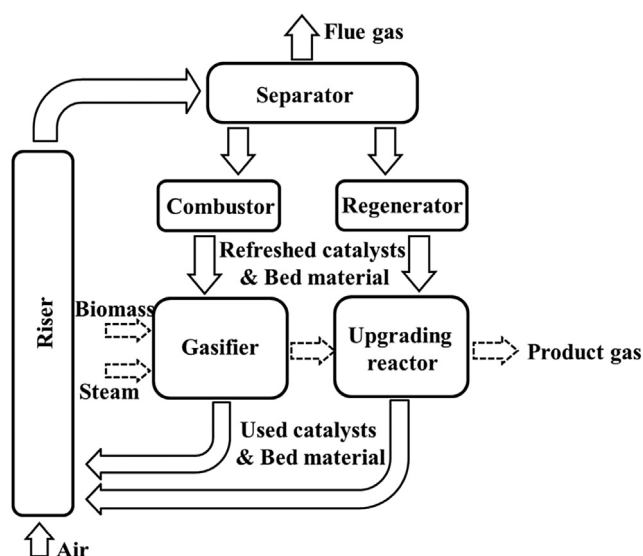 Flue gas
Separator
Combustor
Regenerator
Refreshed catalysts
& Bed material
Riser
Biomass
Steam
Gasifier
Upgrading
reactor
Product gas
Used catalysts
& Bed material
Air